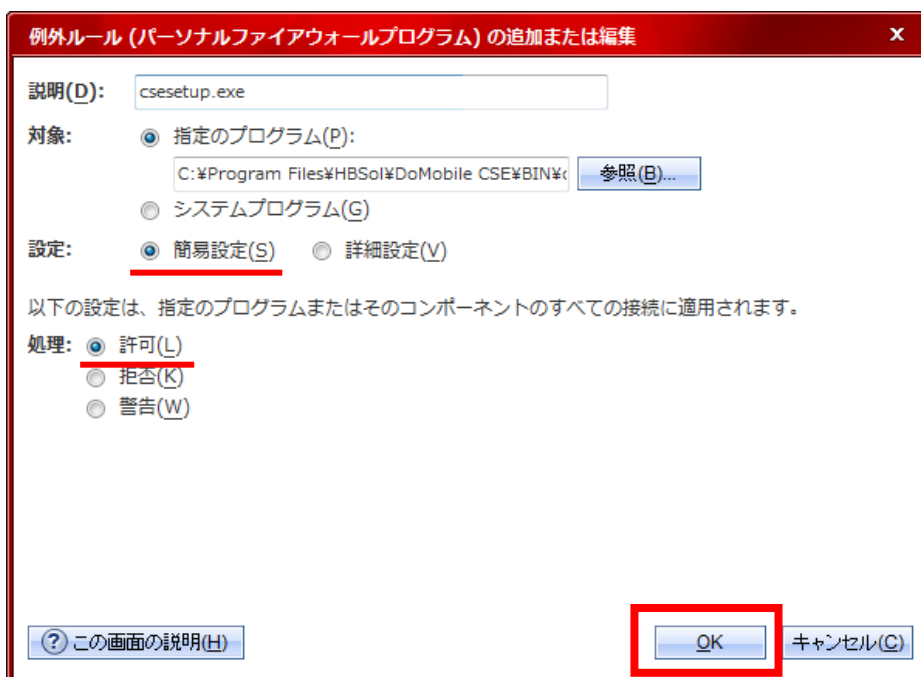 例外ルール (パーソナルファイアウォールプログラム) の追加または編集 x
説明(D): csesetup.exe
対象: 指定のプログラム(P):
C:¥Program Files¥HBSol¥DoMobile CSE¥BIN¥c 参照(B)...
システムプログラム(G)
設定: 簡易設定(S) 詳細設定(V)
以下の設定は、指定のプログラムまたはそのコンポーネントのすべての接続に適用されます。
処理: 許可(L)
拒否(K)
警告(W)
? この画面の説明(H) OK キャンセル(C)